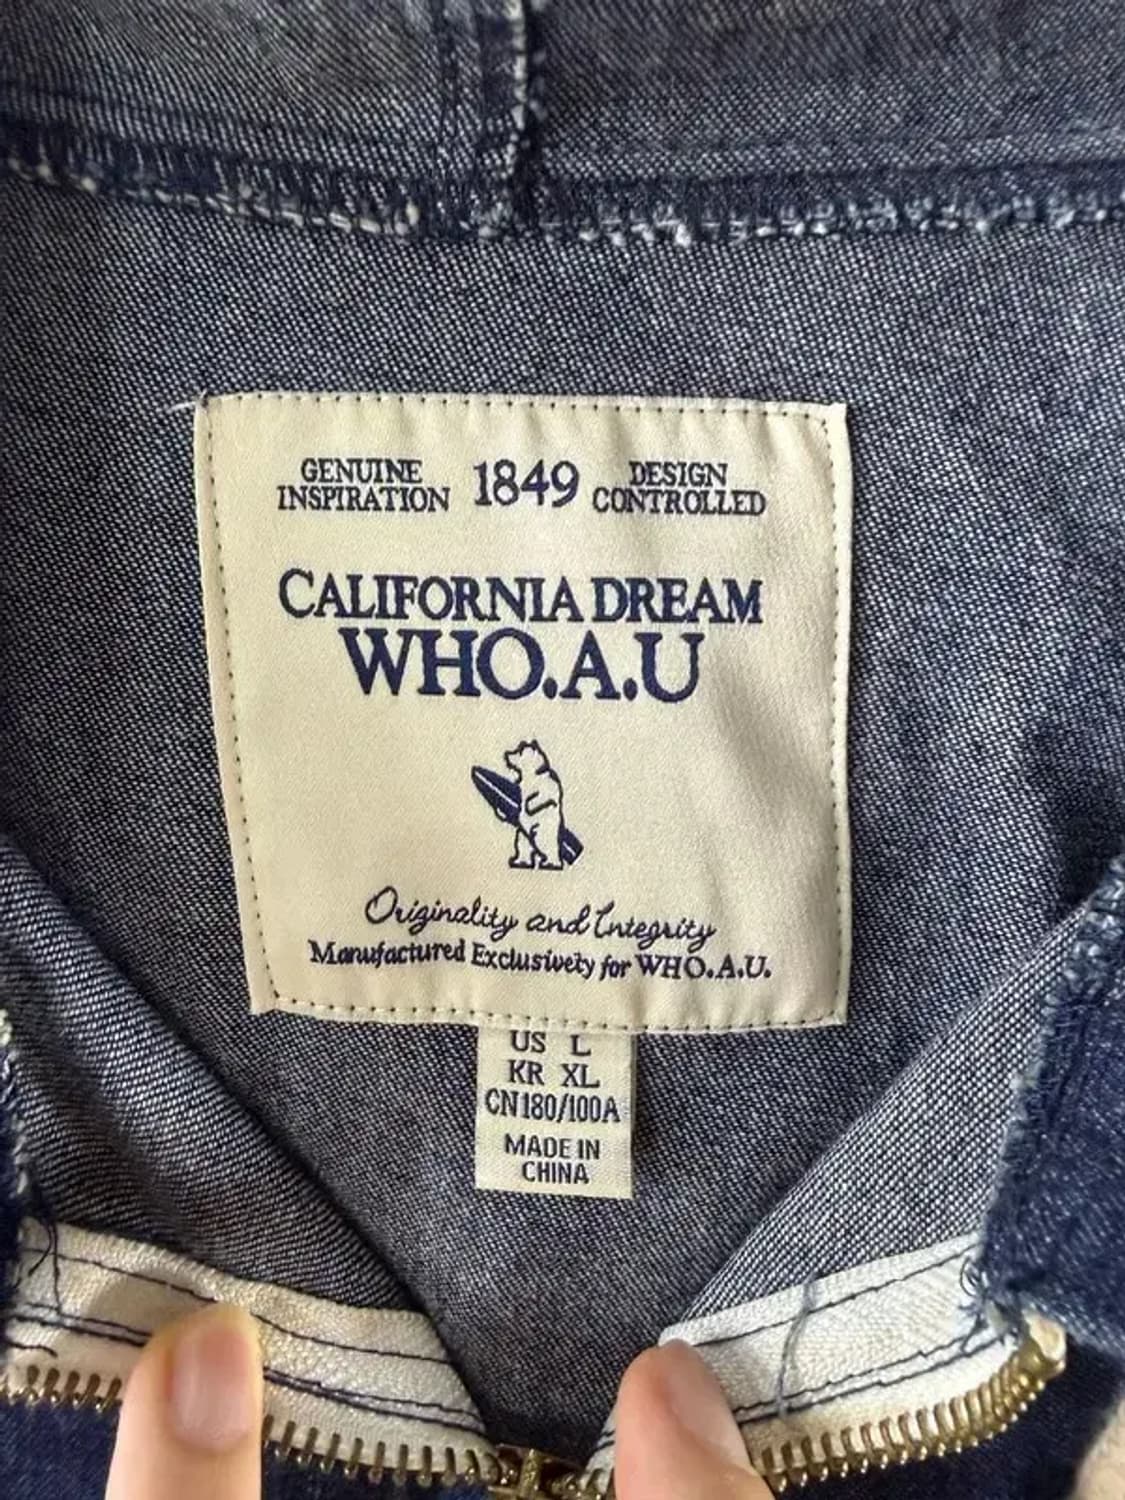 GENUINE INSPIRATION 1849 DESIGN CONTROLLED
CALIFORNIA DREAM
WHO.A.U
Originality and Integrity
Manufactured Exclusively for WHO.A.U.
US L
KR XL
CN180/100A
MADE IN
CHINA